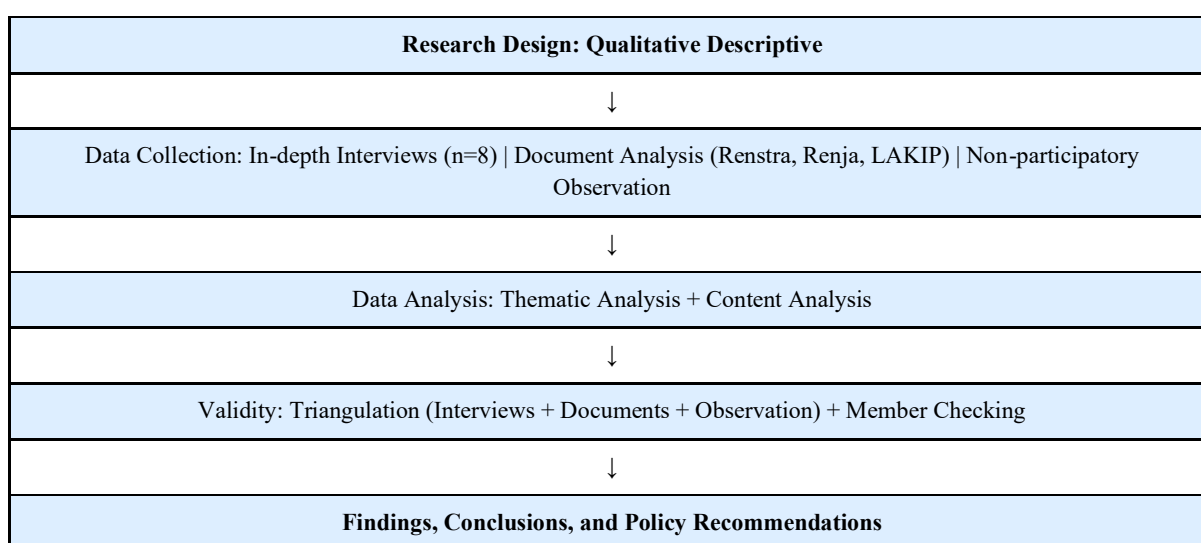 Research Design: Qualitative Descriptive
↓
Data Collection: In-depth Interviews (n=8) | Document Analysis (Renstra, Renja, LAKIP) | Non-participatory
Observation
↓
Data Analysis: Thematic Analysis + Content Analysis
↓
Validity: Triangulation (Interviews + Documents + Observation) + Member Checking
↓
Findings, Conclusions, and Policy Recommendations